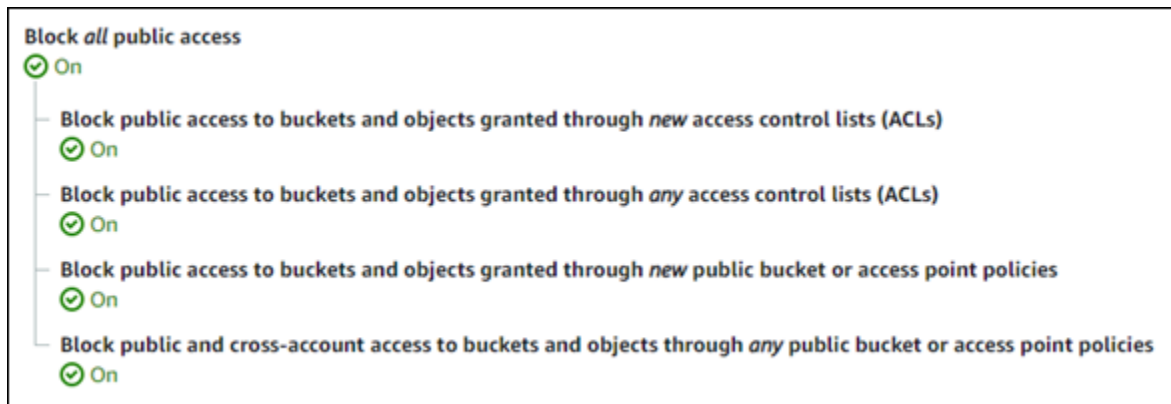 Block all public access
On
Block public access to buckets and objects granted through new access control lists (ACLs)
On
Block public access to buckets and objects granted through any access control lists (ACLs)
On
Block public access to buckets and objects granted through new public bucket or access point policies
On
Block public and cross-account access to buckets and objects through any public bucket or access point policies
On